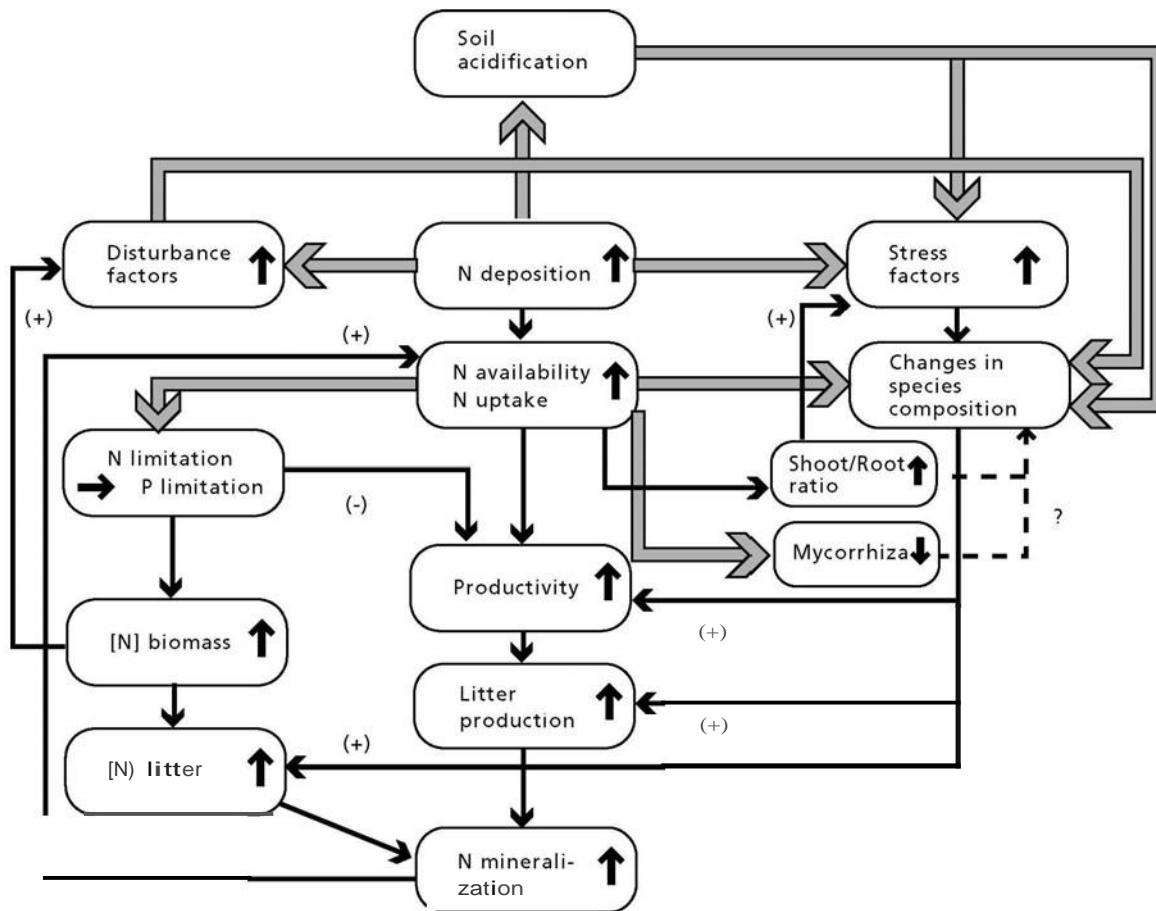 Soil
acidification
Disturbance
factors
N deposition
Stress
factors
(+)
(+)
(+)
N availability
N uptake
Changes in
species
composition
N limitation
P limitation
(-)
Shoot/Root
ratio
?
Mycorrhiza
Productivity
(+)
[N] biomass
Litter
production
(+)
(+)
[N) litter
N minerali-
zation